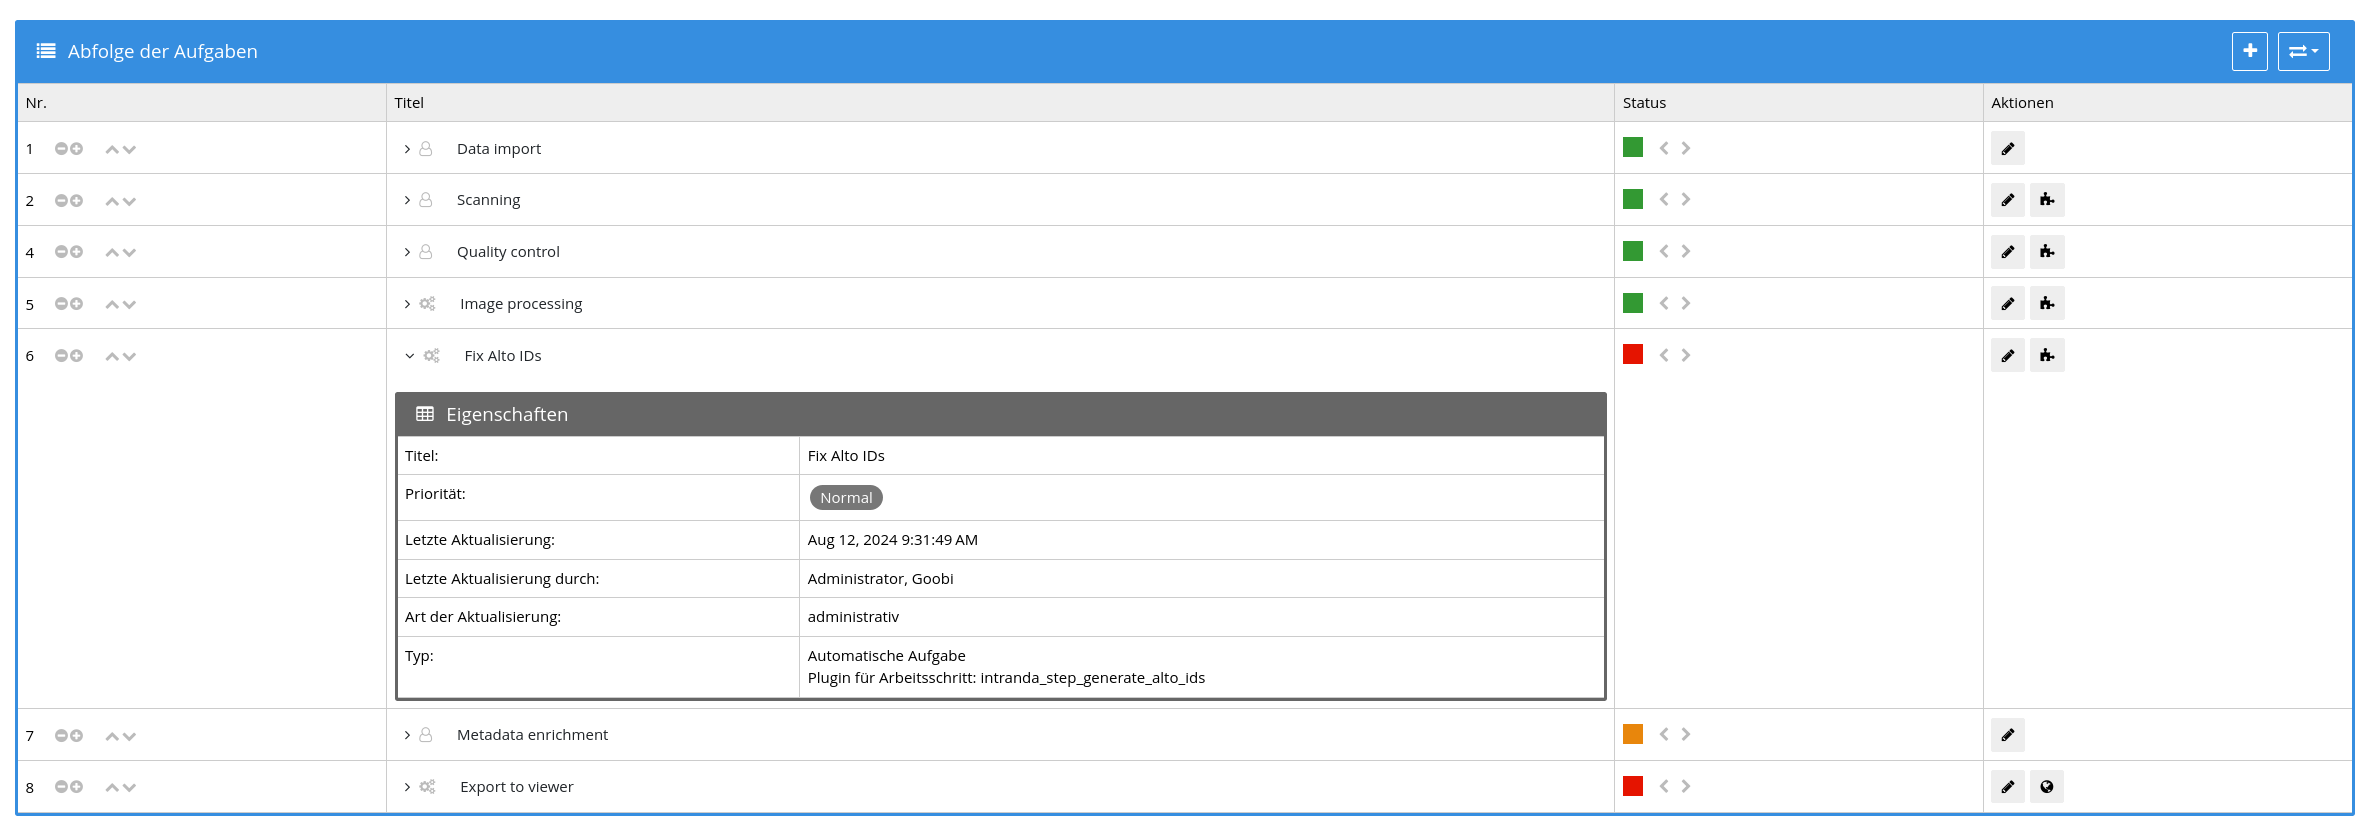 Abfolge der Aufgaben
Nr. Titel Status Aktionen
1 Data import
2 Scanning
4 Quality control
5 Image processing
6 Fix Alto IDs
Eigenschaften
Titel: Fix Alto IDs
Priorität: Normal
Letzte Aktualisierung: Aug 12, 2024 9:31:49 AM
Letzte Aktualisierung durch: Administrator, Goobi
Art der Aktualisierung: administrativ
Typ: Automatische Aufgabe
Plugin für Arbeitsschritt: intranda_step_generate_alto_ids
7 Metadata enrichment
8 Export to viewer